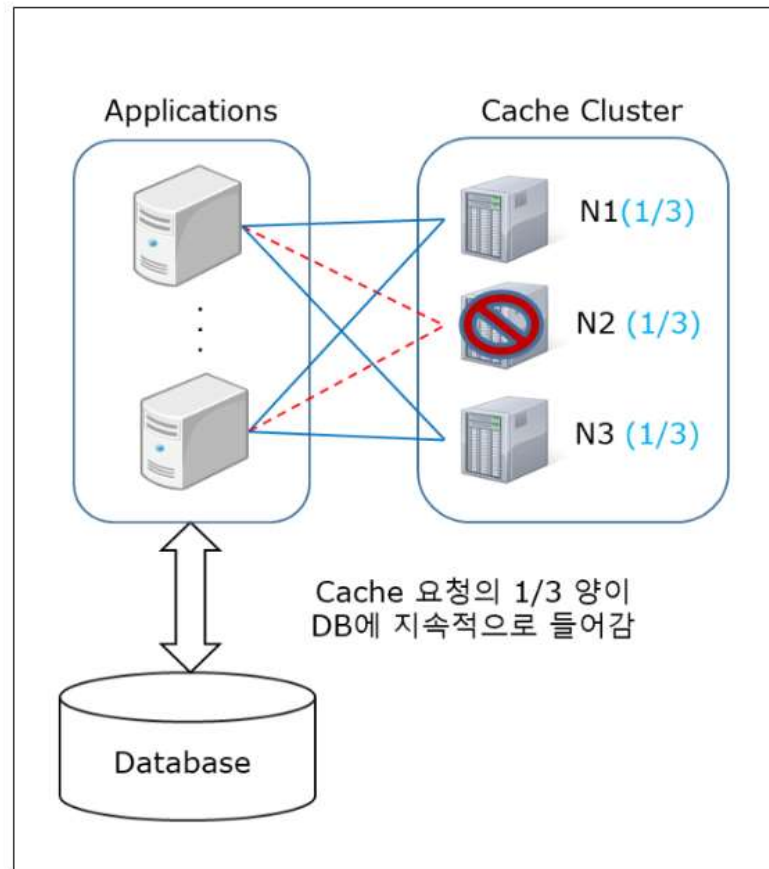 Applications
Cache Cluster
N1(1/3)
N2 (1/3)
N3 (1/3)
Cache 요청의 1/3 양이
DB에 지속적으로 들어감
Database